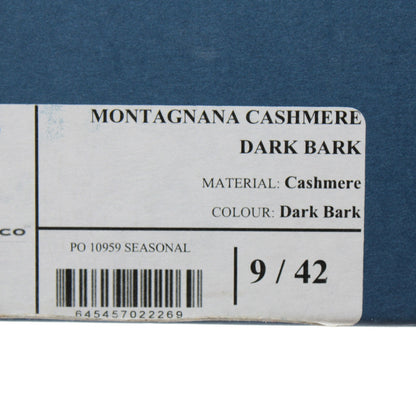 MONTAGNANA CASHMERE
DARK BARK
MATERIAL: Cashmere
COLOUR: Dark Bark
CO
PO 10959 SEASONAL
9 / 42
645457022269